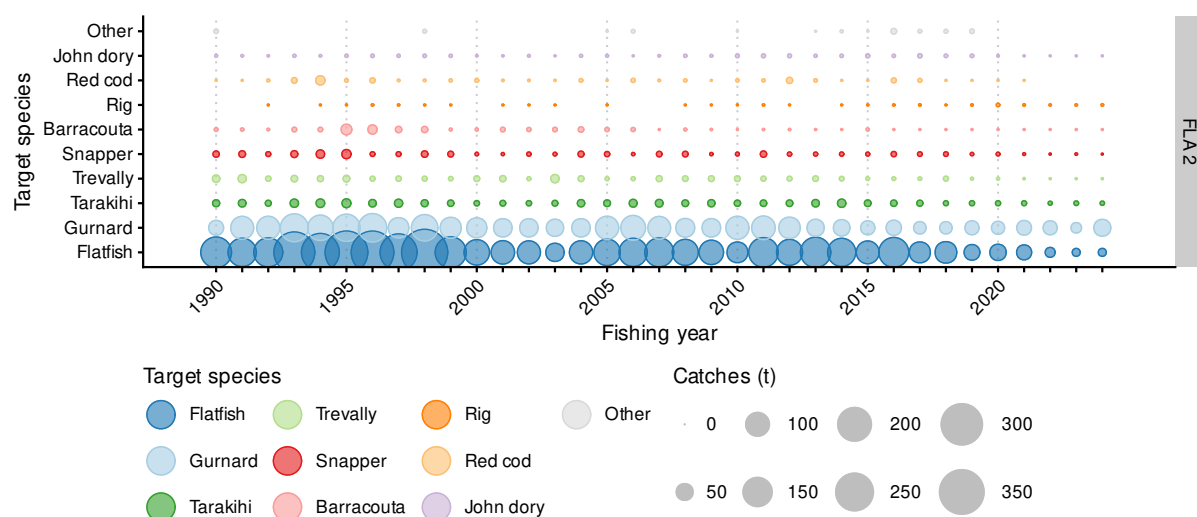 Other
John dory
Red cod
Rig
Barracouta
Snapper
Trevally
Tarakihi
Gurnard
Flatfish
Target species
FLA 2
1990 1995 2000 2005 2010 2015 2020
Fishing year
Target species
Flatfish Trevally Rig Other
Gurnard Snapper Red cod
Tarakihi Barracouta John dory
Catches (t)
0 100 200 300
50 150 250 350